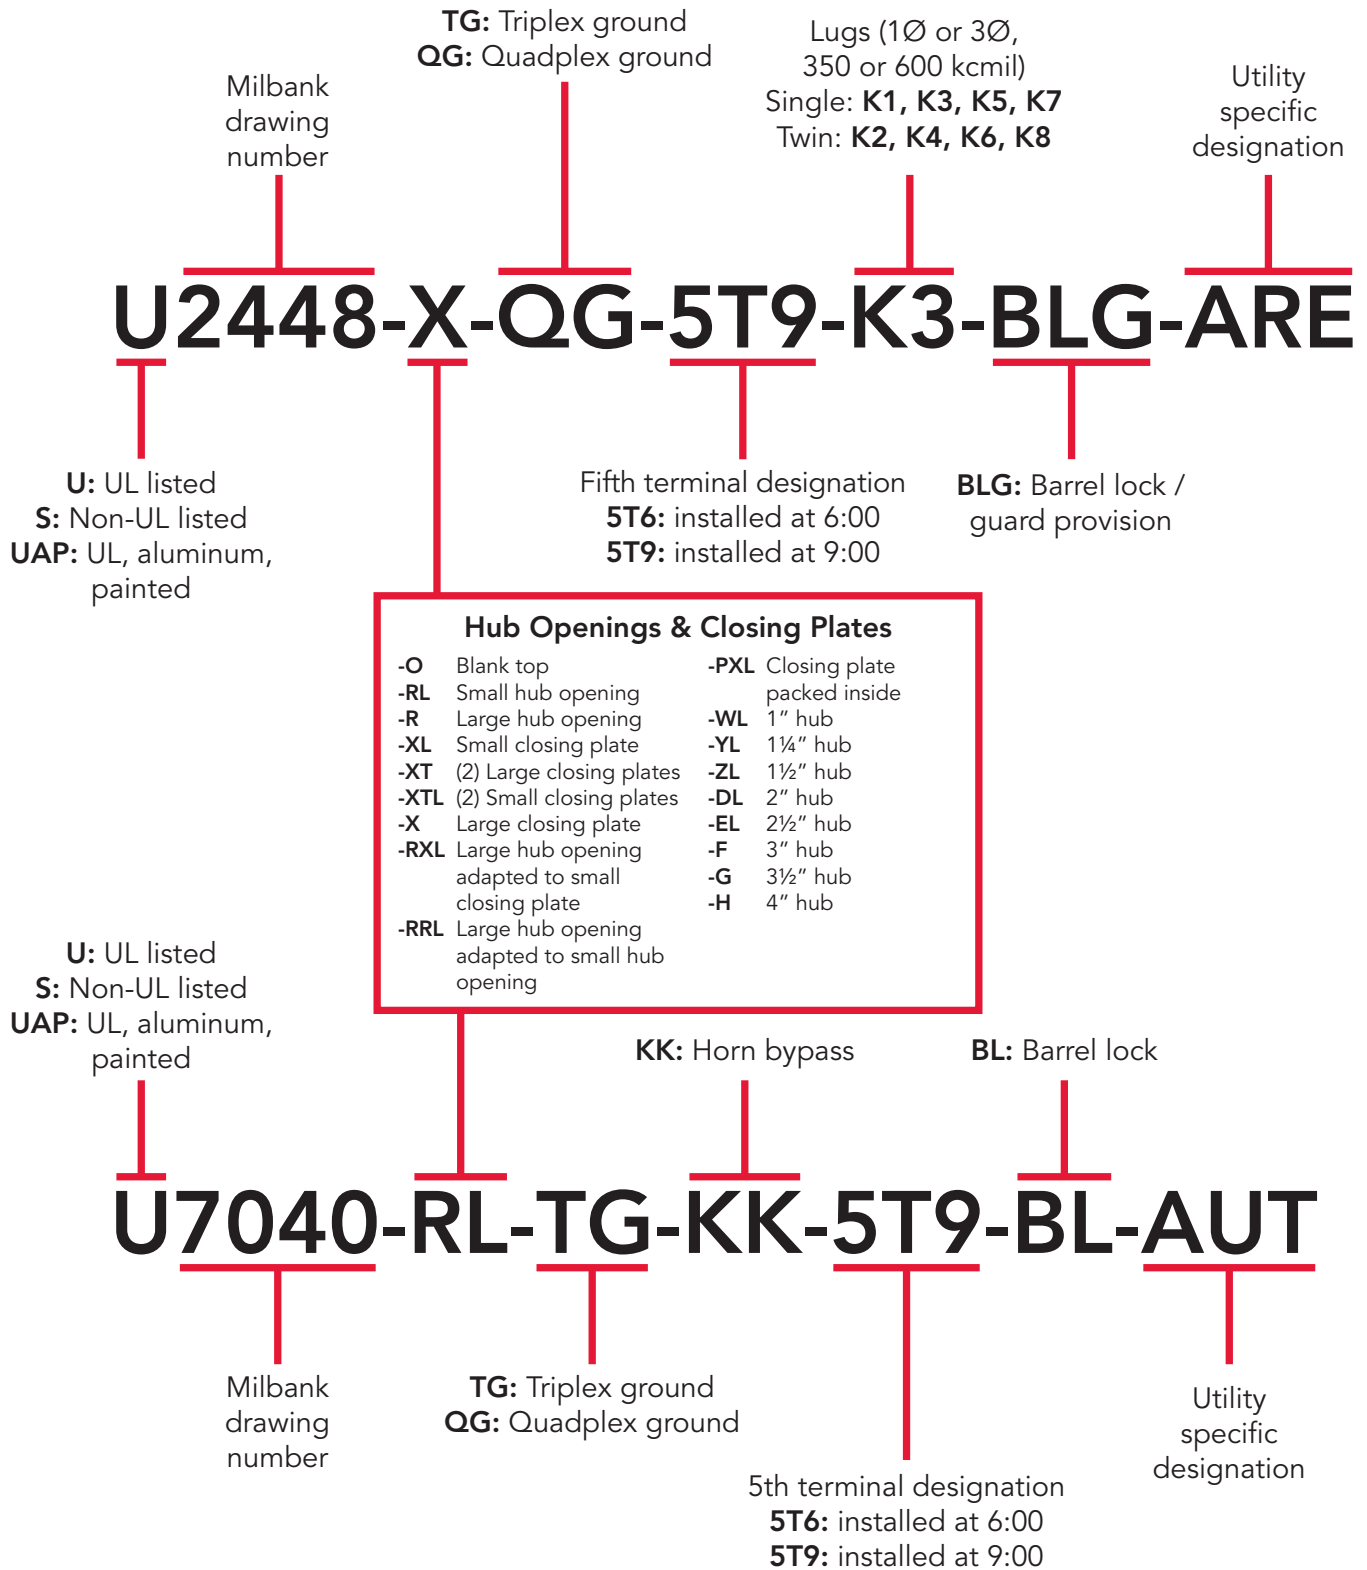 TG: Triplex ground
QG: Quadplex ground
Lugs (1Ø or 3Ø,
350 or 600 kcmil)
Single: K1, K3, K5, K7
Twin: K2, K4, K6, K8
Milbank
drawing
number
Utility
specific
designation
U2448-X-QG-5T9-K3-BLG-ARE
U: UL listed
S: Non-UL listed
UAP: UL, aluminum,
painted
Fifth terminal designation
5T6: installed at 6:00
5T9: installed at 9:00
BLG: Barrel lock /
guard provision
Hub Openings & Closing Plates
-O Blank top
-RL Small hub opening
-R Large hub opening
-XL Small closing plate
-XT (2) Large closing plates
-XTL (2) Small closing plates
-X Large closing plate
-RXL Large hub opening
adapted to small
closing plate
-RRL Large hub opening
adapted to small hub
opening
-PXL Closing plate
packed inside
-WL 1” hub
-YL 1¼” hub
-ZL 1½” hub
-DL 2” hub
-EL 2½” hub
-F 3” hub
-G 3½” hub
-H 4” hub
U: UL listed
S: Non-UL listed
UAP: UL, aluminum,
painted
KK: Horn bypass
BL: Barrel lock
U7040-RL-TG-KK-5T9-BL-AUT
Milbank
drawing
number
TG: Triplex ground
QG: Quadplex ground
5th terminal designation
5T6: installed at 6:00
5T9: installed at 9:00
Utility
specific
designation